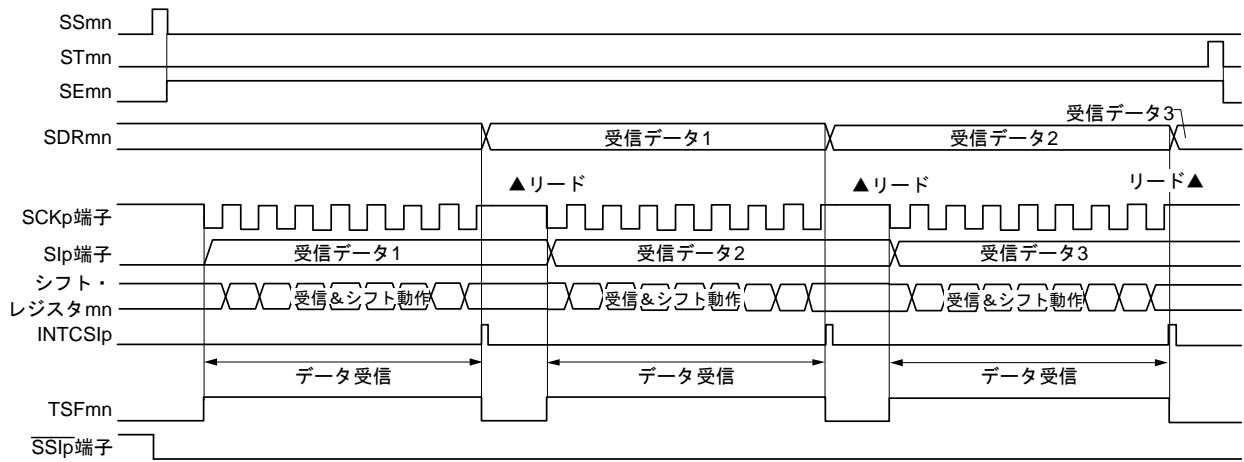 SSmn
STmn
SEmn
受信データ3
SDRmn 受信データ1 受信データ2
▲リード ▲リード リード▲
SCKp端子
SIp端子 受信データ1 受信データ2 受信データ3
シフト・
レジスタmn 受信&シフト動作 受信&シフト動作 受信&シフト動作
INTCSIp
データ受信 データ受信 データ受信
TSFmn
SSIp端子